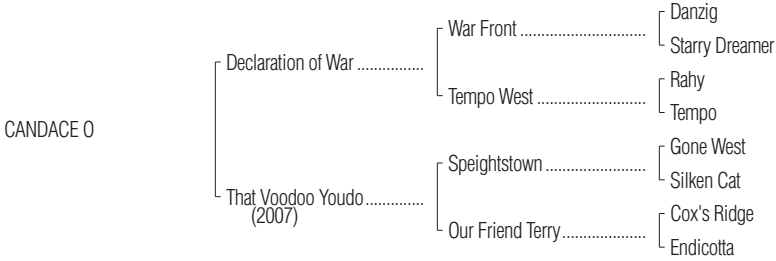 Danzig
War Front ................................
Starry Dreamer
Declaration of War ................
Rahy
Tempo West ...........................
Tempo
CANDACE O
Gone West
Speightstown .........................
Silken Cat
That Voodoo Youdo ..............
(2007)
Cox's Ridge
Our Friend Terry.....................
Endicotta